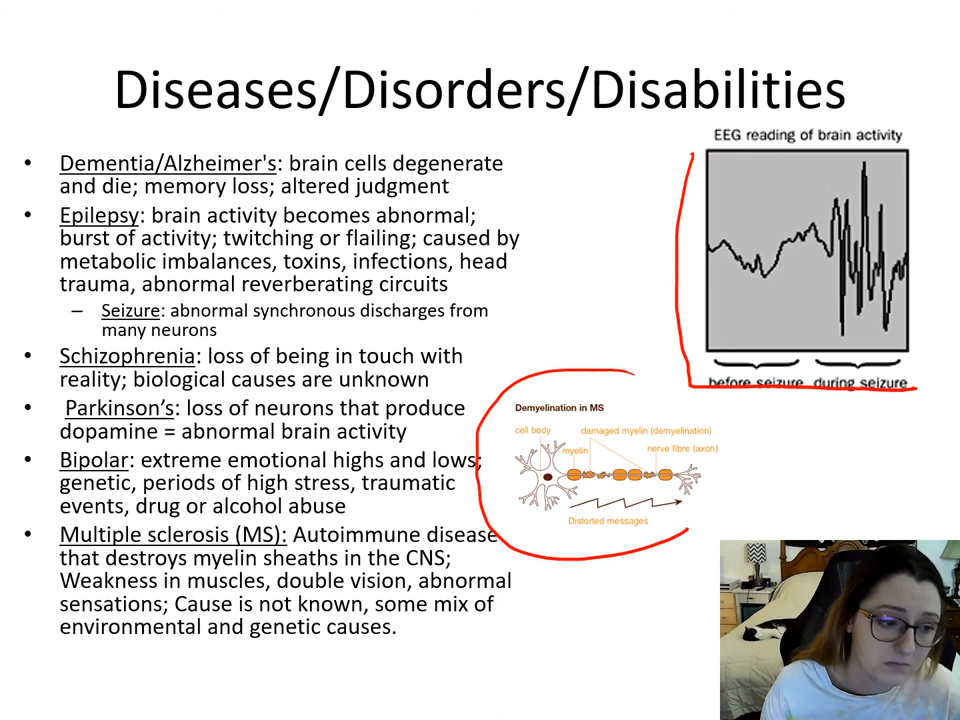 Diseases/Disorders/Disabilities
• Dementia/Alzheimer's: brain cells degenerate
and die; memory loss; altered judgment
• Epilepsy: brain activity becomes abnormal;
burst of activity; twitching or flailing; caused by
metabolic imbalances, toxins, infections, head
trauma, abnormal reverberating circuits
– Seizure: abnormal synchronous discharges from
many neurons
• Schizophrenia: loss of being in touch with
reality; biological causes are unknown
• Parkinson's: loss of neurons that produce
dopamine = abnormal brain activity
• Bipolar: extreme emotional highs and lows;
genetic, periods of high stress, traumatic
events, drug or alcohol abuse
• Multiple sclerosis (MS): Autoimmune disease
that destroys myelin sheaths in the CNS;
Weakness in muscles, double vision, abnormal
sensations; Cause is not known, some mix of
environmental and genetic causes.
EEG reading of brain activity
before seizure during seizure
Demyelination in MS
cell body
damaged myelin (demyelination)
myelin
nerve fibre (axon)
Distorted messages